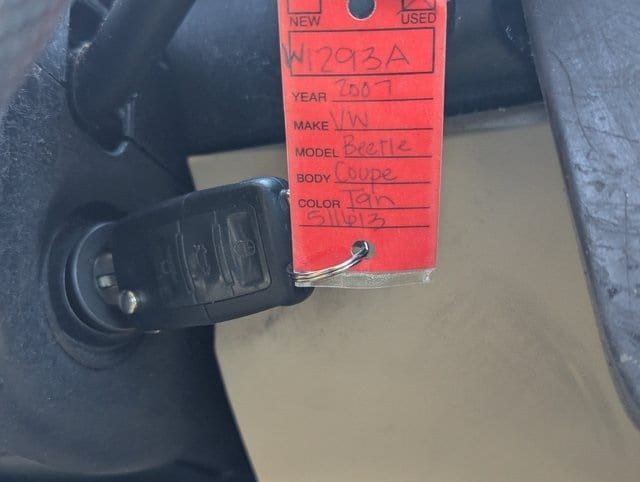 NEW USED
W1293A
YEAR 2007
MAKE VW
MODEL Beetle
BODY Coupe
COLOR Tan
511613